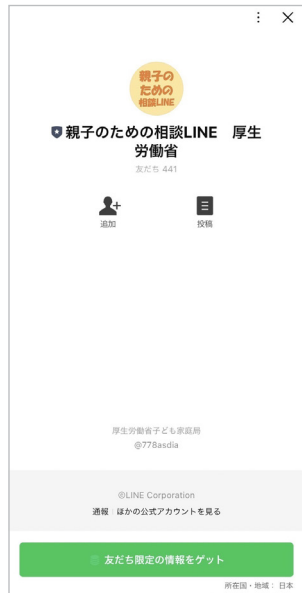 親子の
ための
相談LINE
親子のための相談LINE　厚生
労働省
友だち 441
追加
投稿
厚生労働省子ども家庭局
@778asdia
©LINE Corporation
通報 | ほかの公式アカウントを見る
友だち限定の情報をゲット
所在国・地域： 日本